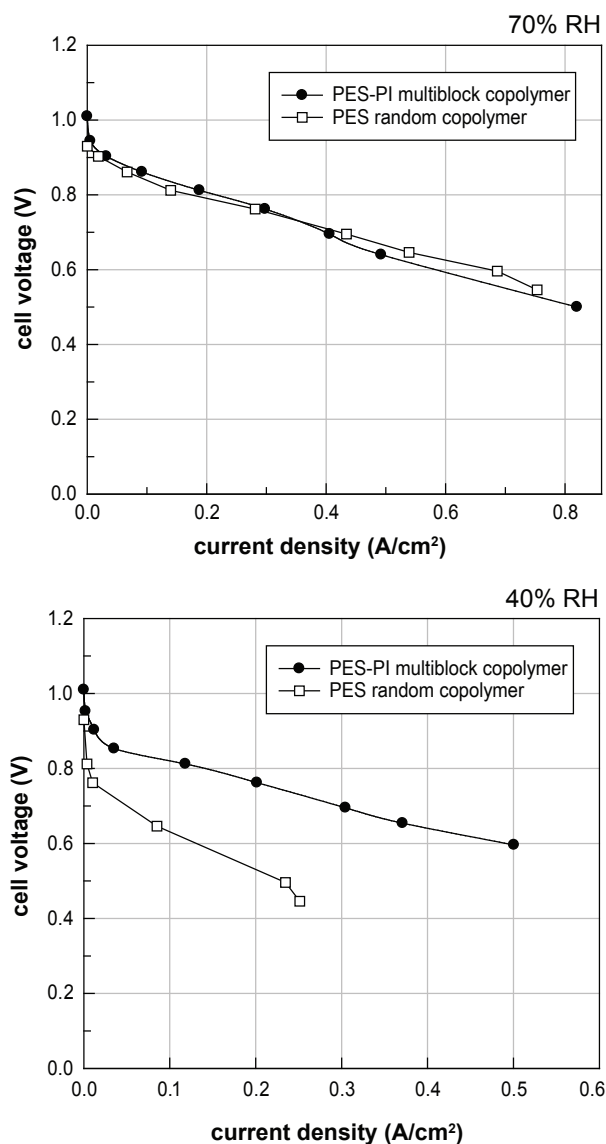 70% RH
1.2
1.0
0.8
0.6
0.4
0.2
0.0
cell voltage (V)
PES-PI multiblock copolymer
PES random copolymer
0.0 0.2 0.4 0.6 0.8
current density (A/cm²)
40% RH
1.2
1.0
0.8
0.6
0.4
0.2
0.0
cell voltage (V)
PES-PI multiblock copolymer
PES random copolymer
0.0 0.1 0.2 0.3 0.4 0.5 0.6
current density (A/cm²)